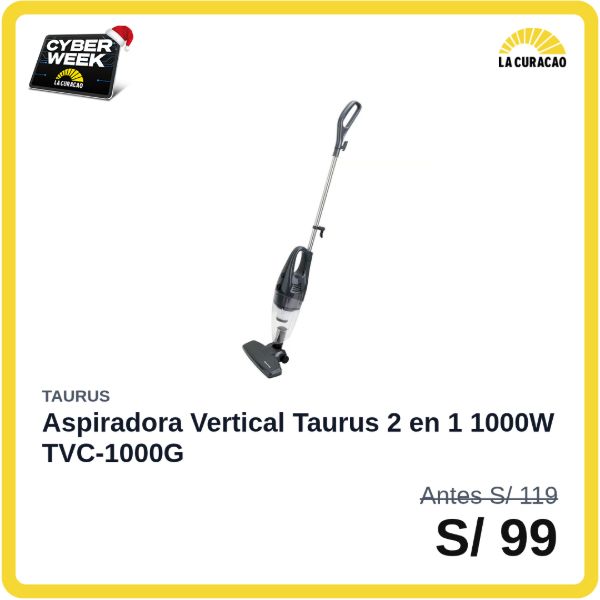 CYBER
WEEK
LA CURACAO
LA CURACAO
TAURUS
Aspiradora Vertical Taurus 2 en 1 1000W
TVC-1000G
Antes S/ 119
S/ 99